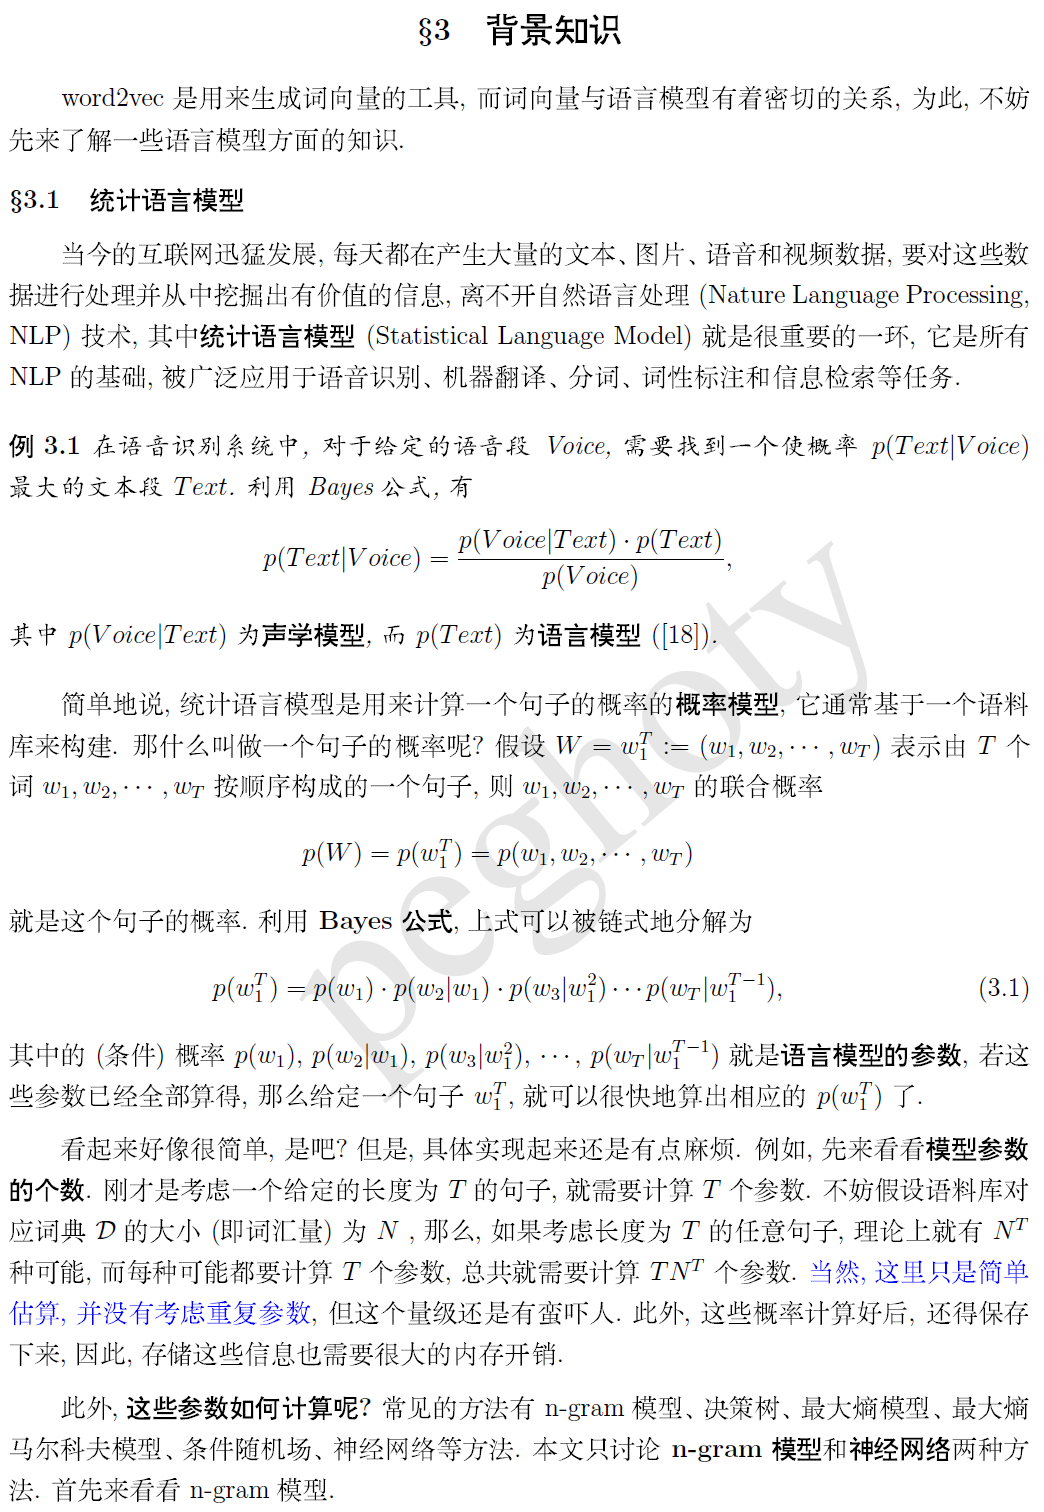 §3 背景知识
word2vec 是用来生成词向量的工具, 而词向量与语言模型有着密切的关系, 为此, 不妨
先来了解一些语言模型方面的知识.
§3.1 统计语言模型
当今的互联网迅猛发展, 每天都在产生大量的文本、图片、语音和视频数据, 要对这些数
据进行处理并从中挖掘出有价值的信息, 离不开自然语言处理 (Nature Language Processing,
NLP) 技术, 其中统计语言模型 (Statistical Language Model) 就是很重要的一环, 它是所有
NLP 的基础, 被广泛应用于语音识别、机器翻译、分词、词性标注和信息检索等任务.
例 3.1 在语音识别系统中, 对于给定的语音段 Voice, 需要找到一个使概率 p(Text|Voice)
最大的文本段 Text. 利用 Bayes 公式, 有
p(Text|Voice) = \frac{p(Voice|Text) · p(Text)}{p(Voice)},
其中 p(Voice|Text) 为声学模型, 而 p(Text) 为语言模型 ([18]).
简单地说, 统计语言模型是用来计算一个句子的概率的概率模型, 它通常基于一个语料
库来构建. 那什么叫做一个句子的概率呢? 假设 W = w_1^T := (w_1, w_2, ··· , w_T) 表示由 T 个
词 w_1, w_2, ··· , w_T 按顺序构成的一个句子, 则 w_1, w_2, ··· , w_T 的联合概率
p(W) = p(w_1^T) = p(w_1, w_2, ··· , w_T)
就是这个句子的概率. 利用 Bayes 公式, 上式可以被链式地分解为
p(w_1^T) = p(w_1) · p(w_2|w_1) · p(w_3|w_1^2) ··· p(w_T|w_1^{T-1}), (3.1)
其中的 (条件) 概率 p(w_1), p(w_2|w_1), p(w_3|w_1^2), ··· , p(w_T|w_1^{T-1}) 就是语言模型的参数, 若这
些参数已经全部算得, 那么给定一个句子 w_1^T, 就可以很快地算出相应的 p(w_1^T) 了.
看起来好像很简单, 是吧? 但是, 具体实现起来还是有点麻烦. 例如, 先来看看模型参数
的个数. 刚才是考虑一个给定的长度为 T 的句子, 就需要计算 T 个参数. 不妨假设语料库对
应词典 D 的大小 (即词汇量) 为 N , 那么, 如果考虑长度为 T 的任意句子, 理论上就有 N^T
种可能, 而每种可能都要计算 T 个参数, 总共就需要计算 TN^T 个参数. 当然, 这里只是简单
估算, 并没有考虑重复参数, 但这个量级还是有蛮吓人. 此外, 这些概率计算好后, 还得保存
下来, 因此, 存储这些信息也需要很大的内存开销.
此外, 这些参数如何计算呢? 常见的方法有 n-gram 模型、决策树、最大熵模型、最大熵
马尔科夫模型、条件随机场、神经网络等方法. 本文只讨论 n-gram 模型和神经网络两种方
法. 首先来看看 n-gram 模型.
peghoty